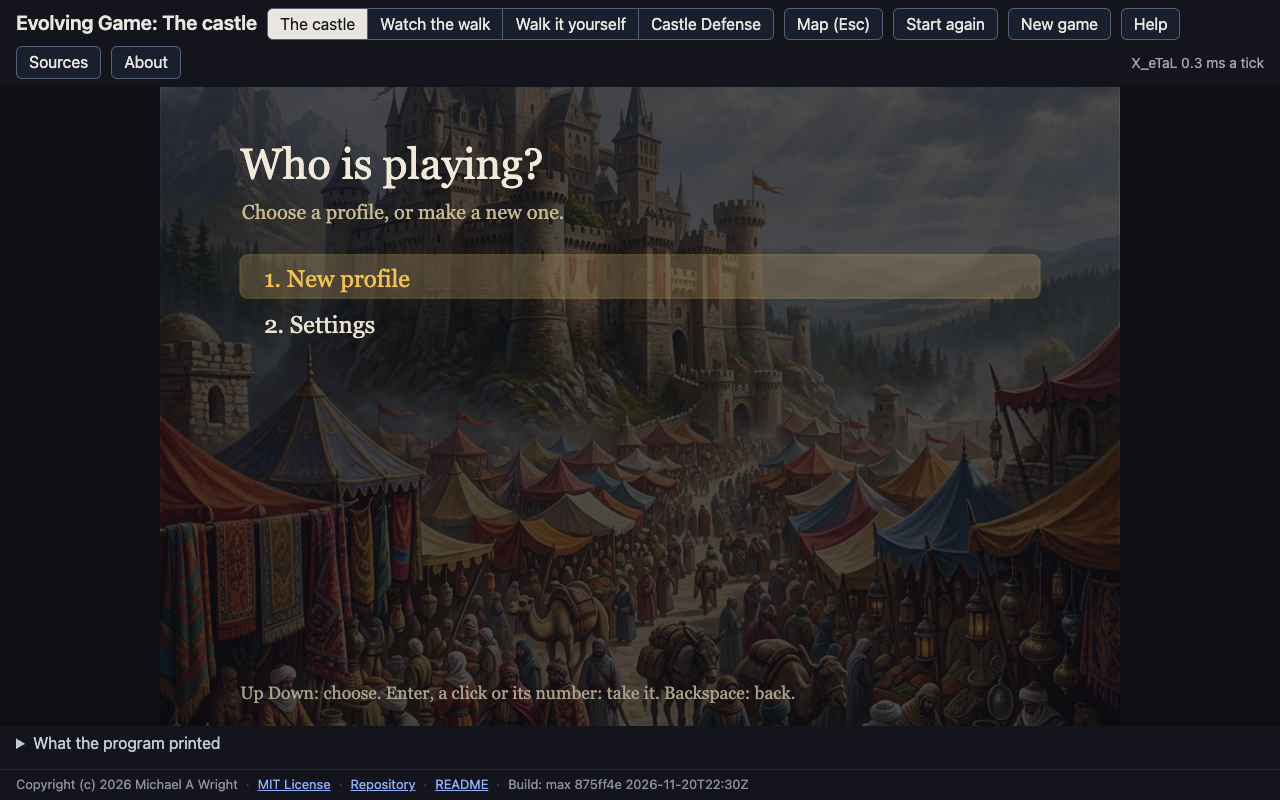 Evolving Game: The castle
The castle
Watch the walk
Walk it yourself
Castle Defense
Map (Esc)
Start again
New game
Help
Sources
About
X_eTaL 0.3 ms a tick
Who is playing?
Choose a profile, or make a new one.
1. New profile
2. Settings
Up Down: choose. Enter, a click or its number: take it. Backspace: back.
▶ What the program printed
Copyright (c) 2026 Michael A Wright · MIT License · Repository · README · Build: max 875ff4e 2026-11-20T22:30Z